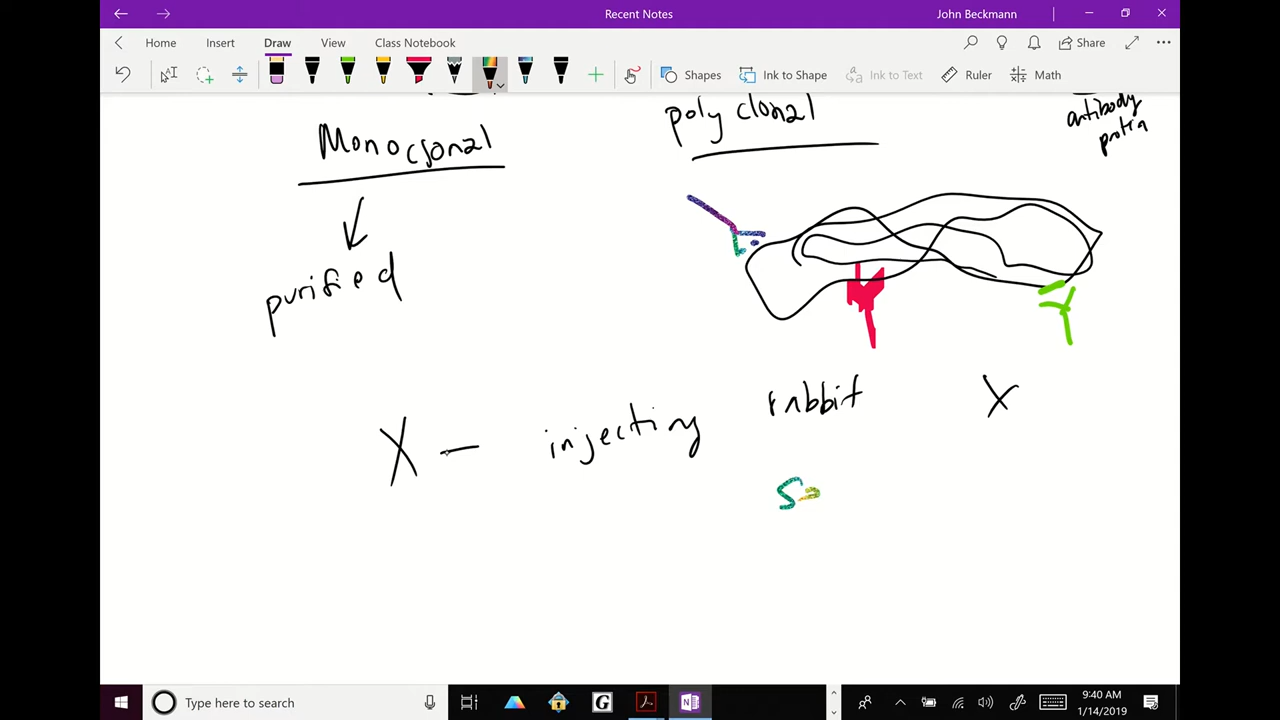 Recent Notes
John Beckmann
Home Insert Draw View Class Notebook
Share
Shapes Ink to Shape Ink to Text Ruler Math
Monoclonal
poly clonal
antibody
protin
purified
X — injecting rabbit X
Type here to search
9:40 AM
1/14/2019